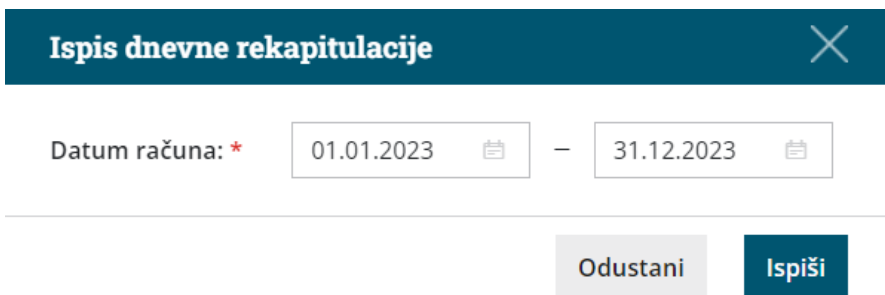 Ispis dnevne rekapitulacije
Datum računa: * 01.01.2023 – 31.12.2023
Odustani Ispiši